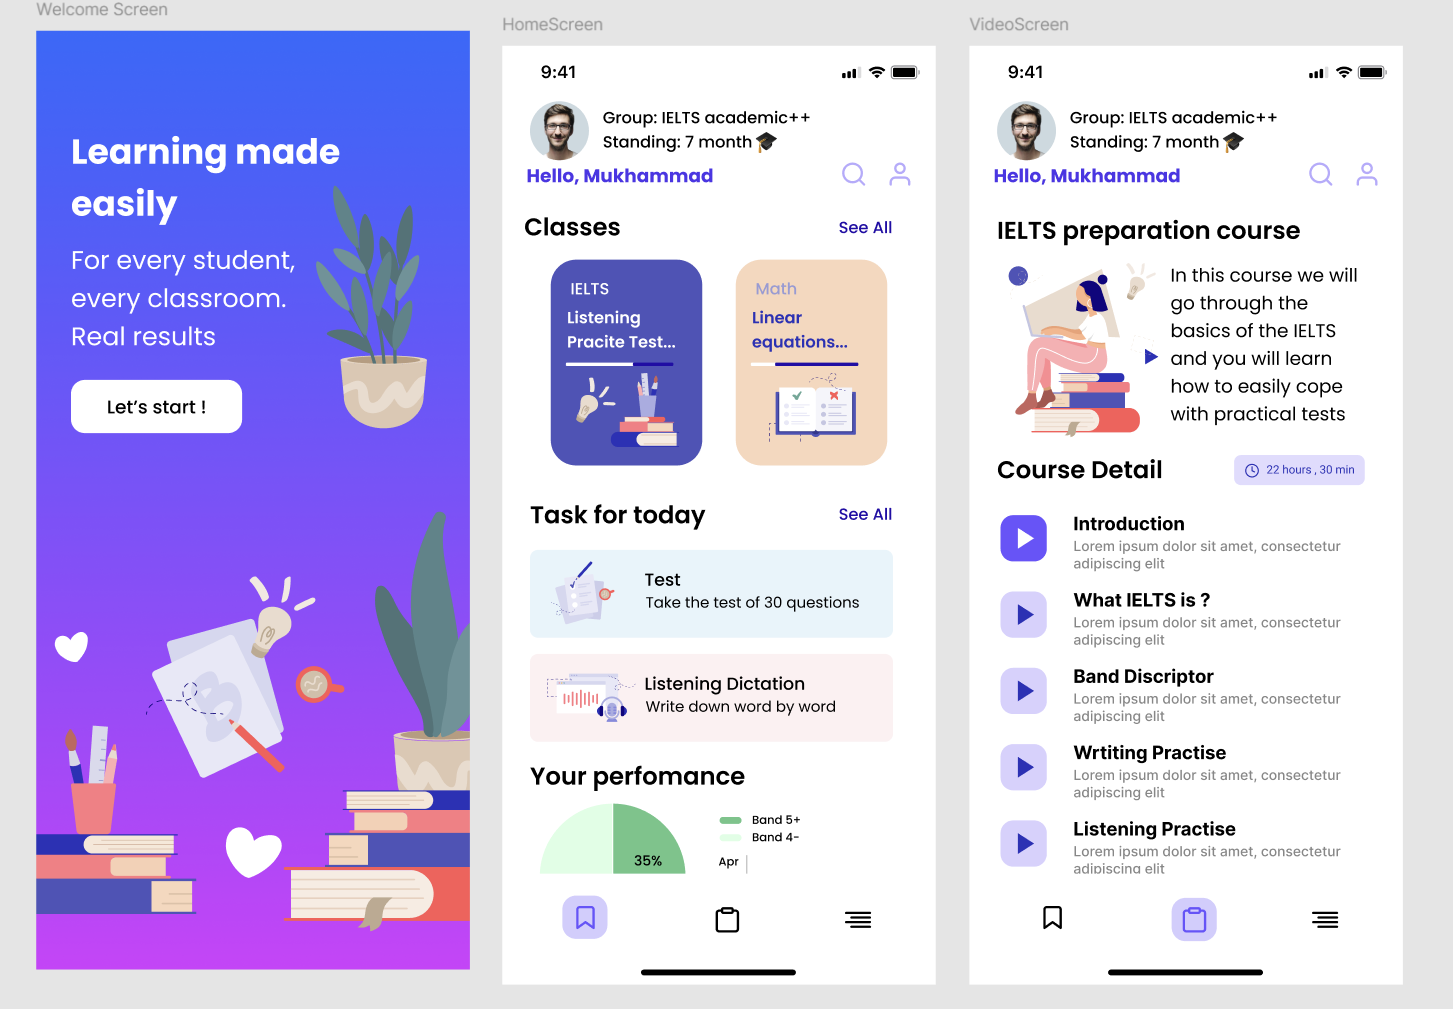 Welcome Screen
Learning made
easily
For every student,
every classroom.
Real results
Let's start !
HomeScreen
9:41
Group: IELTS academic++
Standing: 7 month
Hello, Mukhammad
Classes
See All
IELTS
Listening
Pracite Test...
Math
Linear
equations...
Task for today
See All
Test
Take the test of 30 questions
Listening Dictation
Write down word by word
Your perfomance
35%
Band 5+
Band 4-
Apr
VideoScreen
9:41
Group: IELTS academic++
Standing: 7 month
Hello, Mukhammad
IELTS preparation course
In this course we will
go through the
basics of the IELTS
and you will learn
how to easily cope
with practical tests
Course Detail
22 hours , 30 min
Introduction
Lorem ipsum dolor sit amet, consectetur
adipiscing elit
What IELTS is ?
Lorem ipsum dolor sit amet, consectetur
adipiscing elit
Band Discriptor
Lorem ipsum dolor sit amet, consectetur
adipiscing elit
Wrtiting Practise
Lorem ipsum dolor sit amet, consectetur
adipiscing elit
Listening Practise
Lorem ipsum dolor sit amet, consectetur
adipiscing elit